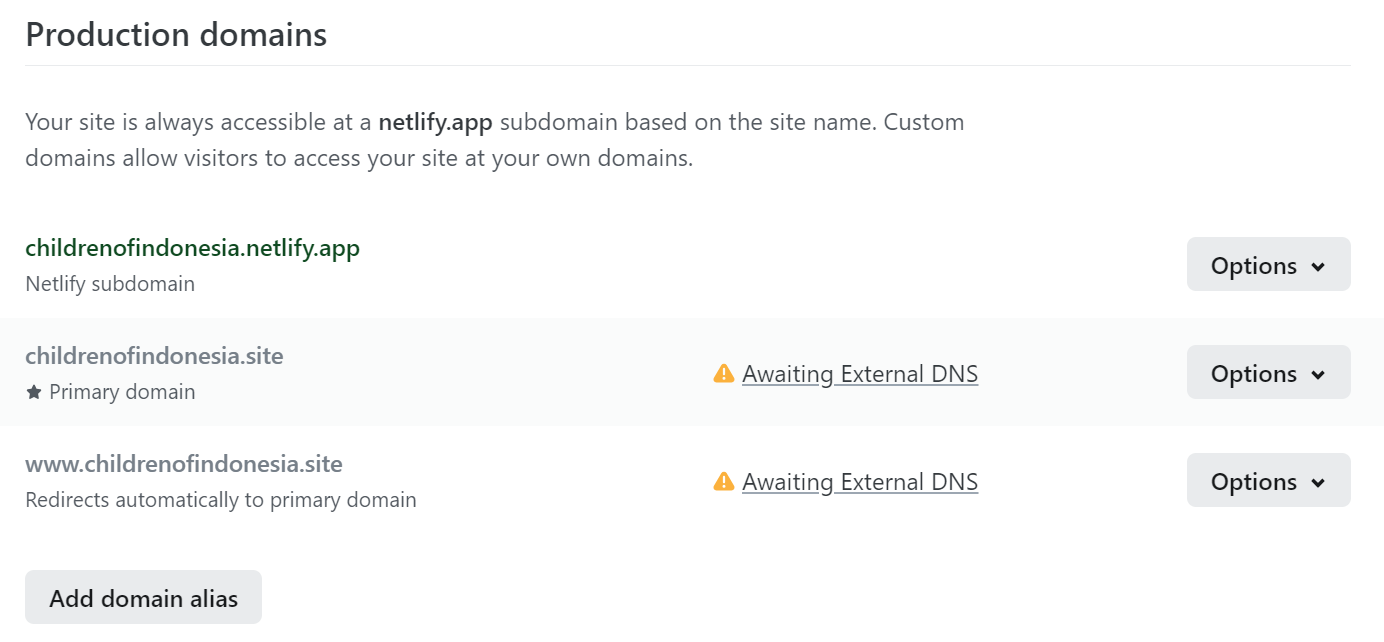 Production domains
Your site is always accessible at a netlify.app subdomain based on the site name. Custom
domains allow visitors to access your site at your own domains.
childrenofindonesia.netlify.app
Netlify subdomain
Options
childrenofindonesia.site
Primary domain
Awaiting External DNS
Options
www.childrenofindonesia.site
Redirects automatically to primary domain
Awaiting External DNS
Options
Add domain alias